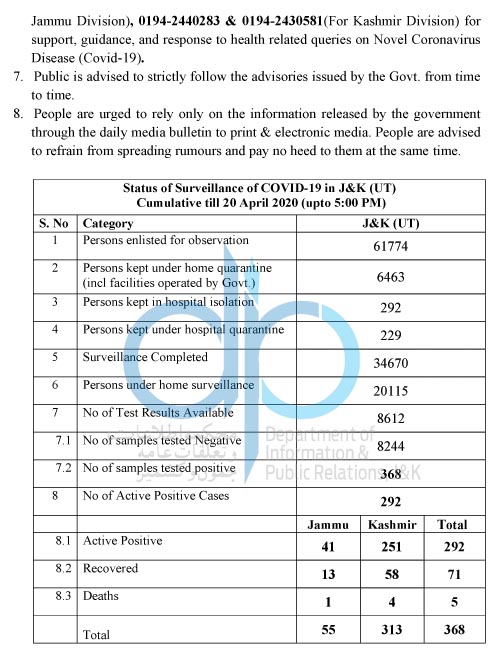 Jammu Division), 0194-2440283 & 0194-2430581(For Kashmir Division) for
support, guidance, and response to health related queries on Novel Coronavirus
Disease (Covid-19).
7. Public is advised to strictly follow the advisories issued by the Govt. from time
to time.
8. People are urged to rely only on the information released by the government
through the daily media bulletin to print & electronic media. People are advised
to refrain from spreading rumours and pay no heed to them at the same time.
Status of Surveillance of COVID-19 in J&K (UT)
Cumulative till 20 April 2020 (upto 5:00 PM)
S. No Category J&K (UT)
1 Persons enlisted for observation 61774
2 Persons kept under home quarantine
(incl facilities operated by Govt.) 6463
3 Persons kept in hospital isolation 292
4 Persons kept under hospital quarantine 229
5 Surveillance Completed 34670
6 Persons under home surveillance 20115
7 No of Test Results Available 8612
7.1 No of samples tested Negative 8244
7.2 No of samples tested positive 368
8 No of Active Positive Cases 292
Jammu Kashmir Total
8.1 Active Positive 41 251 292
8.2 Recovered 13 58 71
8.3 Deaths 1 4 5
Total 55 313 368
Department of
Information &
Public Relations J&K